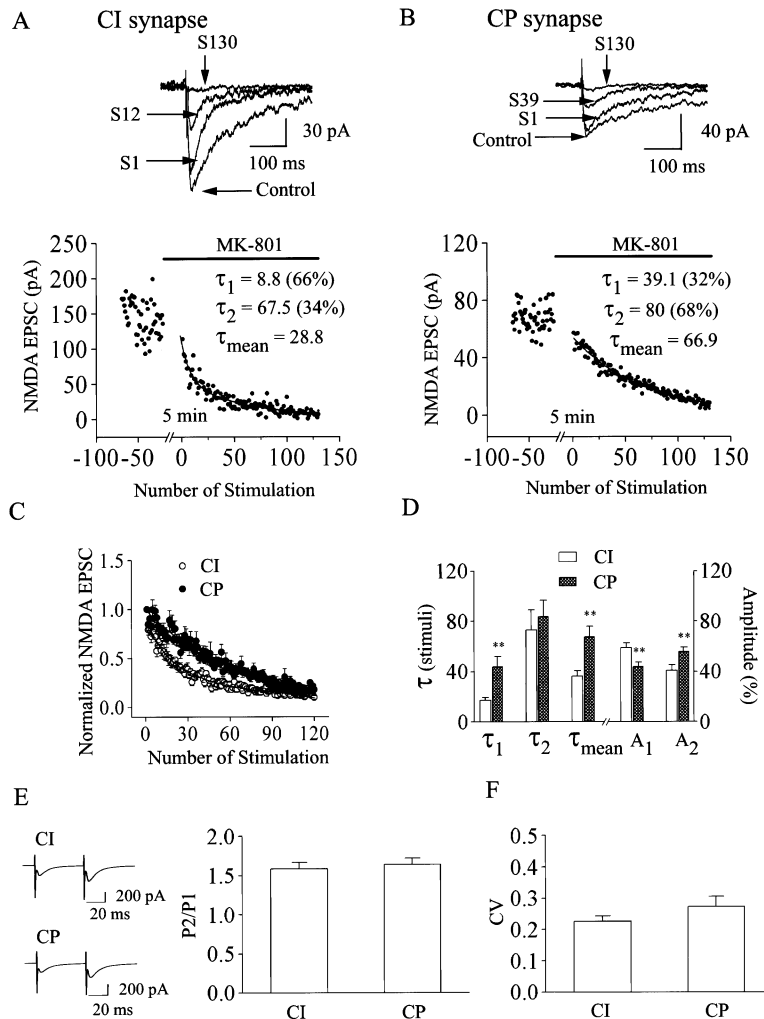 A
CI synapse
S130
S12
S1
Control
30 pA
100 ms
B
CP synapse
S130
S39
S1
Control
40 pA
100 ms
NMDA EPSC (pA)
250
200
150
100
50
0
MK-801
τ1 = 8.8 (66%)
τ2 = 67.5 (34%)
τmean = 28.8
5 min
-100 -50 0 50 100 150
Number of Stimulation
NMDA EPSC (pA)
120
80
40
0
MK-801
τ1 = 39.1 (32%)
τ2 = 80 (68%)
τmean = 66.9
5 min
-100 -50 0 50 100 150
Number of Stimulation
C
Normalized NMDA EPSC
1.5
1.0
0.5
0.0
CI
CP
0 30 60 90 120
Number of Stimulation
D
CI
CP
τ (stimuli)
120
80
40
0
** ** ** **
τ1 τ2 τmean A1 A2
120
80
40
0
Amplitude (%)
E
CI
200 pA
20 ms
CP
200 pA
20 ms
P2/P1
2.0
1.5
1.0
0.5
0.0
CI CP
F
CV
0.5
0.4
0.3
0.2
0.1
0.0
CI CP